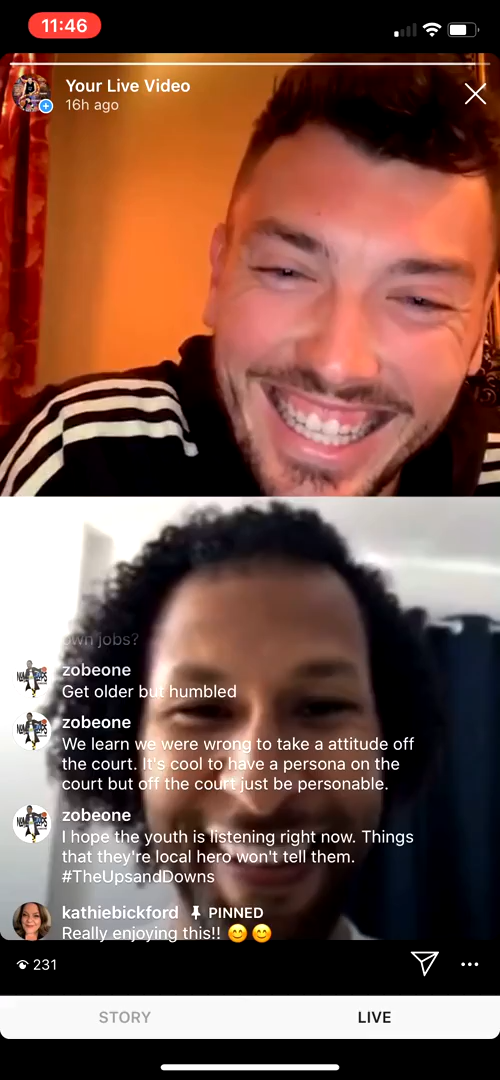 11:46
Your Live Video
16h ago
own jobs?
zobeone
Get older but humbled
zobeone
We learn we were wrong to take a attitude off
the court. It's cool to have a persona on the
court but off the court just be personable.
zobeone
I hope the youth is listening right now. Things
that they're local hero won't tell them.
#TheUpsandDowns
kathiebickford PINNED
Really enjoying this!! 😊 😊
231
STORY LIVE